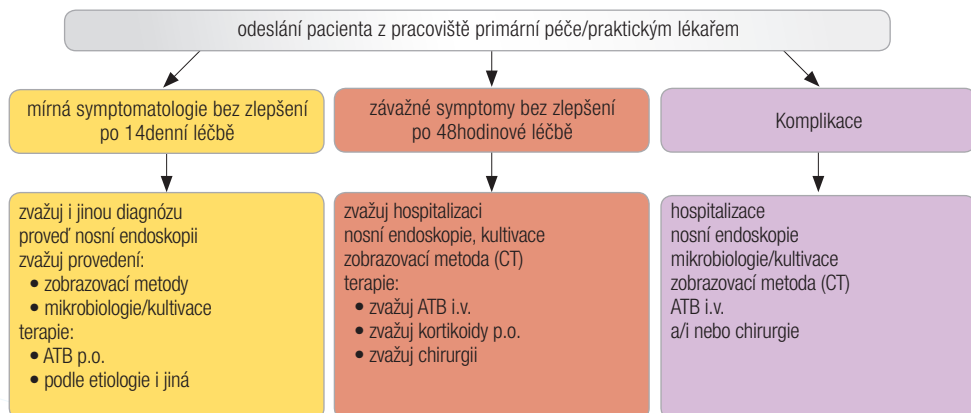 odeslání pacienta z pracoviště primární péče/praktickým lékařem
mírná symptomatologie bez zlepšení
po 14denní léčbě
závažné symptomy bez zlepšení
po 48hodinové léčbě
Komplikace
zvažuj i jinou diagnózu
proveď nosní endoskopii
zvažuj provedení:
• zobrazovací metody
• mikrobiologie/kultivace
terapie:
• ATB p.o.
• podle etiologie i jiná
zvažuj hospitalizaci
nosní endoskopie, kultivace
zobrazovací metoda (CT)
terapie:
• zvažuj ATB i.v.
• zvažuj kortikoidy p.o.
• zvažuj chirurgii
hospitalizace
nosní endoskopie
mikrobiologie/kultivace
zobrazovací metoda (CT)
ATB i.v.
a/i nebo chirurgie